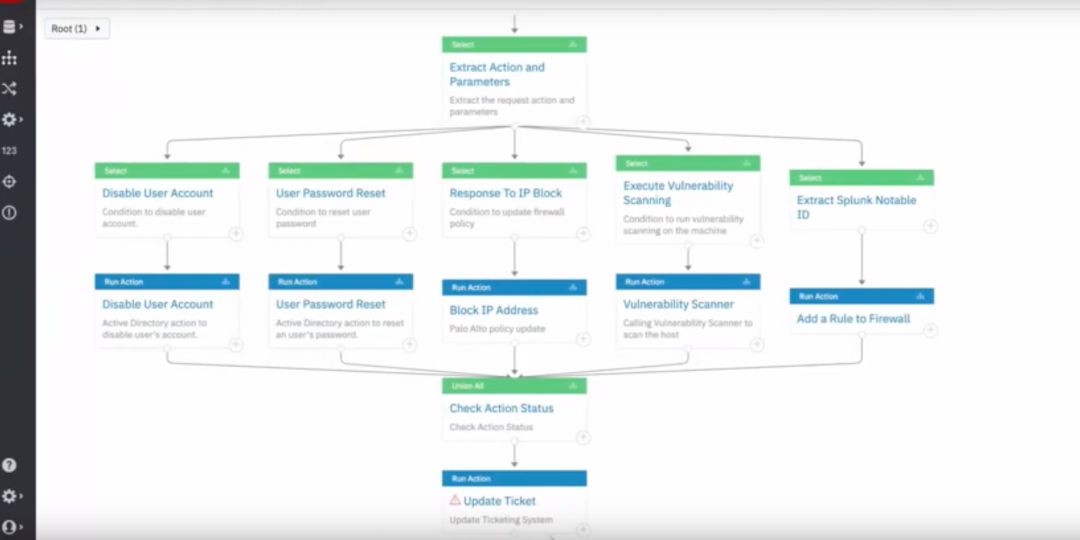 Root (1)
Select
Extract Action and
Parameters
Extract the request action and
parameters
Select
Disable User Account
Condition to disable user
account.
Select
User Password Reset
Condition to reset user
password
Select
Response To IP Block
Condition to update firewall
policy
Select
Execute Vulnerability
Scanning
Condition to run vulnerability
scanning on the machine
Select
Extract Splunk Notable
ID
123
Run Action
Disable User Account
Active Directory action to
disable user's account.
Run Action
User Password Reset
Active Directory action to reset
an user's password.
Run Action
Block IP Address
Palo Alto policy update
Run Action
Vulnerability Scanner
Calling Vulnerability Scanner to
scan the host
Run Action
Add a Rule to Firewall
Union All
Check Action Status
Check Action Status
Run Action
Update Ticket
Update Ticketing System